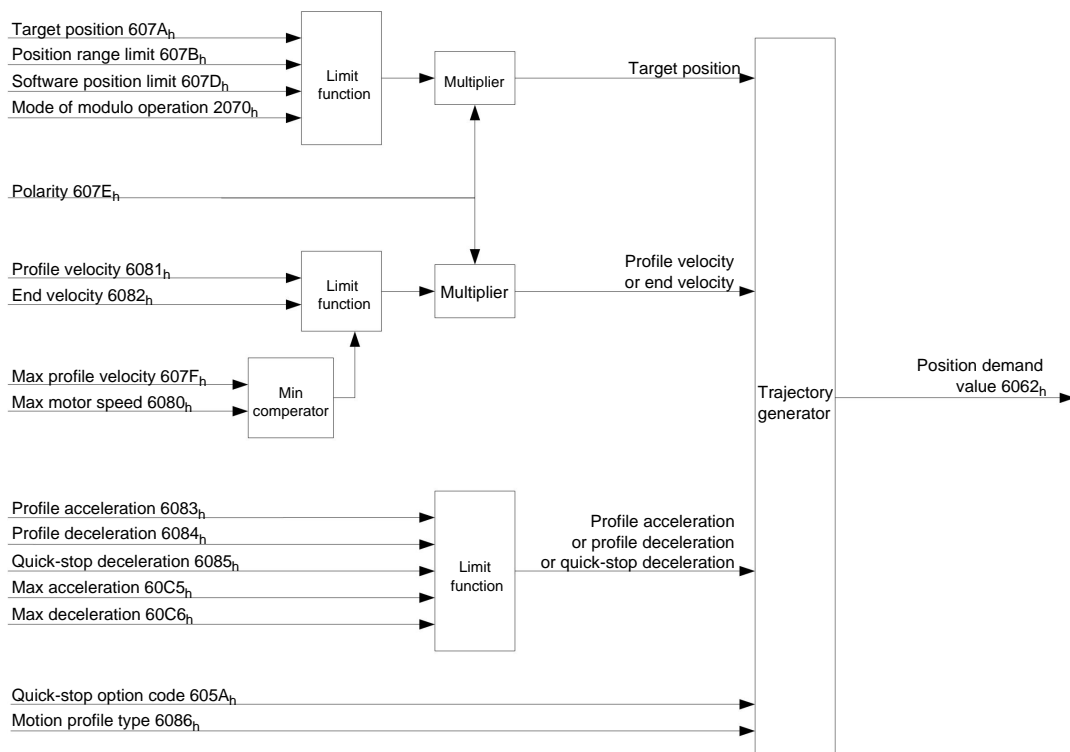 Target position 607Ah
Position range limit 607Bh
Software position limit 607Dh
Mode of modulo operation 2070h
Limit
function
Multiplier
Target position
Polarity 607Eh
Profile velocity 6081h
End velocity 6082h
Limit
function
Multiplier
Profile velocity
or end velocity
Max profile velocity 607Fh
Max motor speed 6080h
Min
comperator
Trajectory
generator
Position demand
value 6062h
Profile acceleration 6083h
Profile deceleration 6084h
Quick-stop deceleration 6085h
Max acceleration 60C5h
Max deceleration 60C6h
Limit
function
Profile acceleration
or profile deceleration
or quick-stop deceleration
Quick-stop option code 605Ah
Motion profile type 6086h